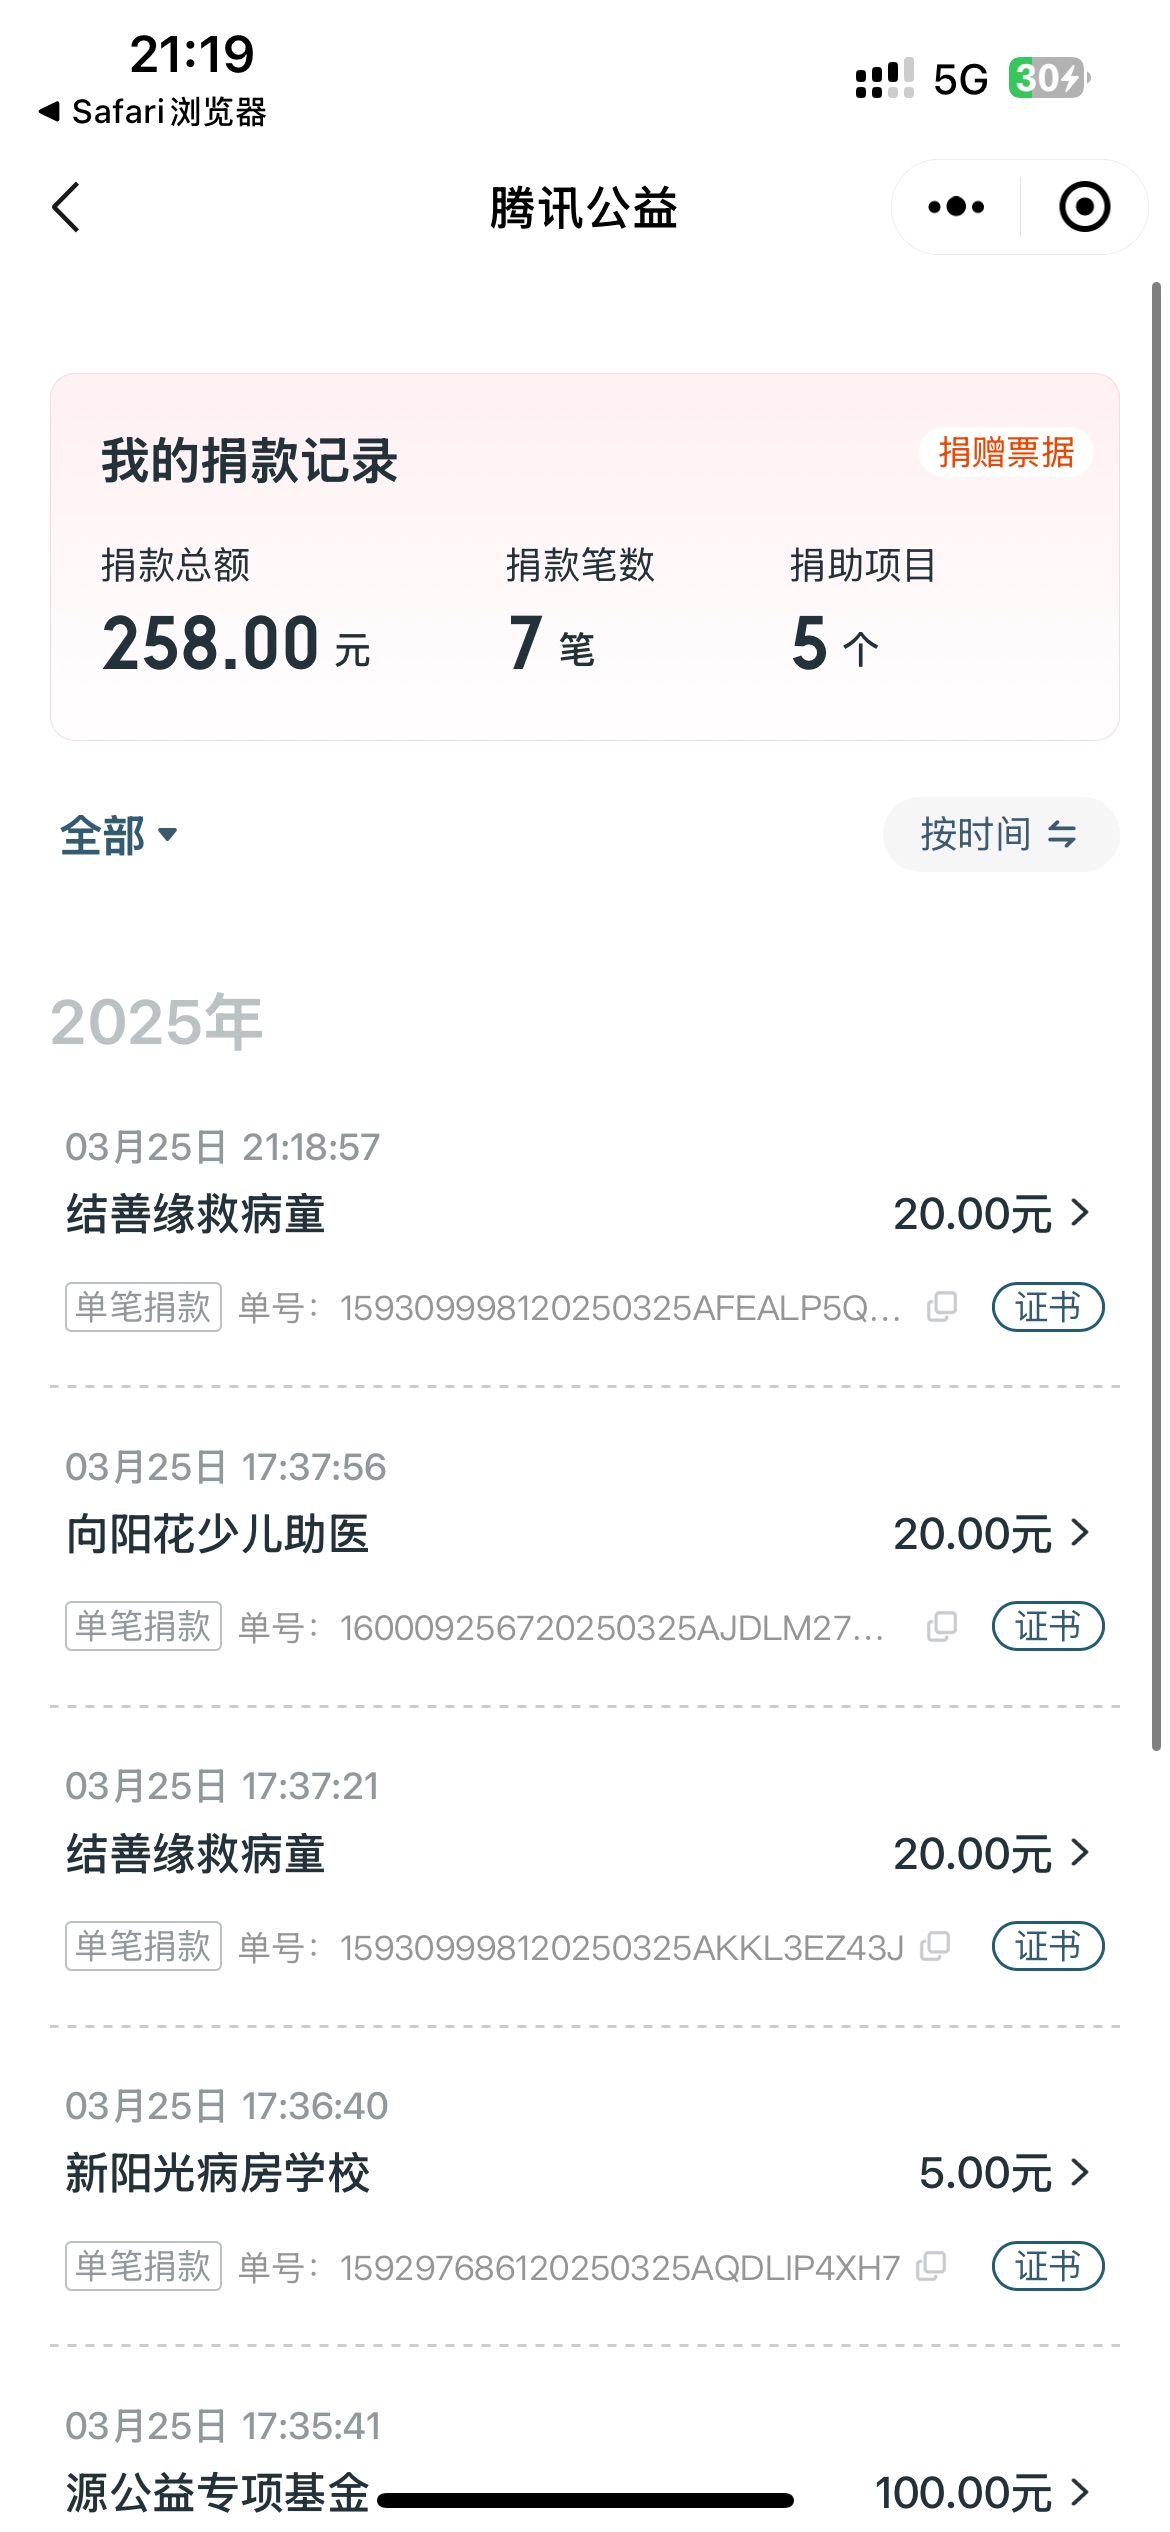 21:19
5G 30
◀ Safari浏览器
腾讯公益
我的捐款记录
捐赠票据
捐款总额 捐款笔数 捐助项目
258.00 元 7 笔 5 个
全部
按时间
2025年
03月25日 21:18:57
结善缘救病童 20.00元
单笔捐款 单号：159309998120250325AFEALP5Q... 证书
03月25日 17:37:56
向阳花少儿助医 20.00元
单笔捐款 单号：160009256720250325AJDLM27... 证书
03月25日 17:37:21
结善缘救病童 20.00元
单笔捐款 单号：159309998120250325AKKL3EZ43J 证书
03月25日 17:36:40
新阳光病房学校 5.00元
单笔捐款 单号：159297686120250325AQDLIP4XH7 证书
03月25日 17:35:41
源公益专项基金 100.00元